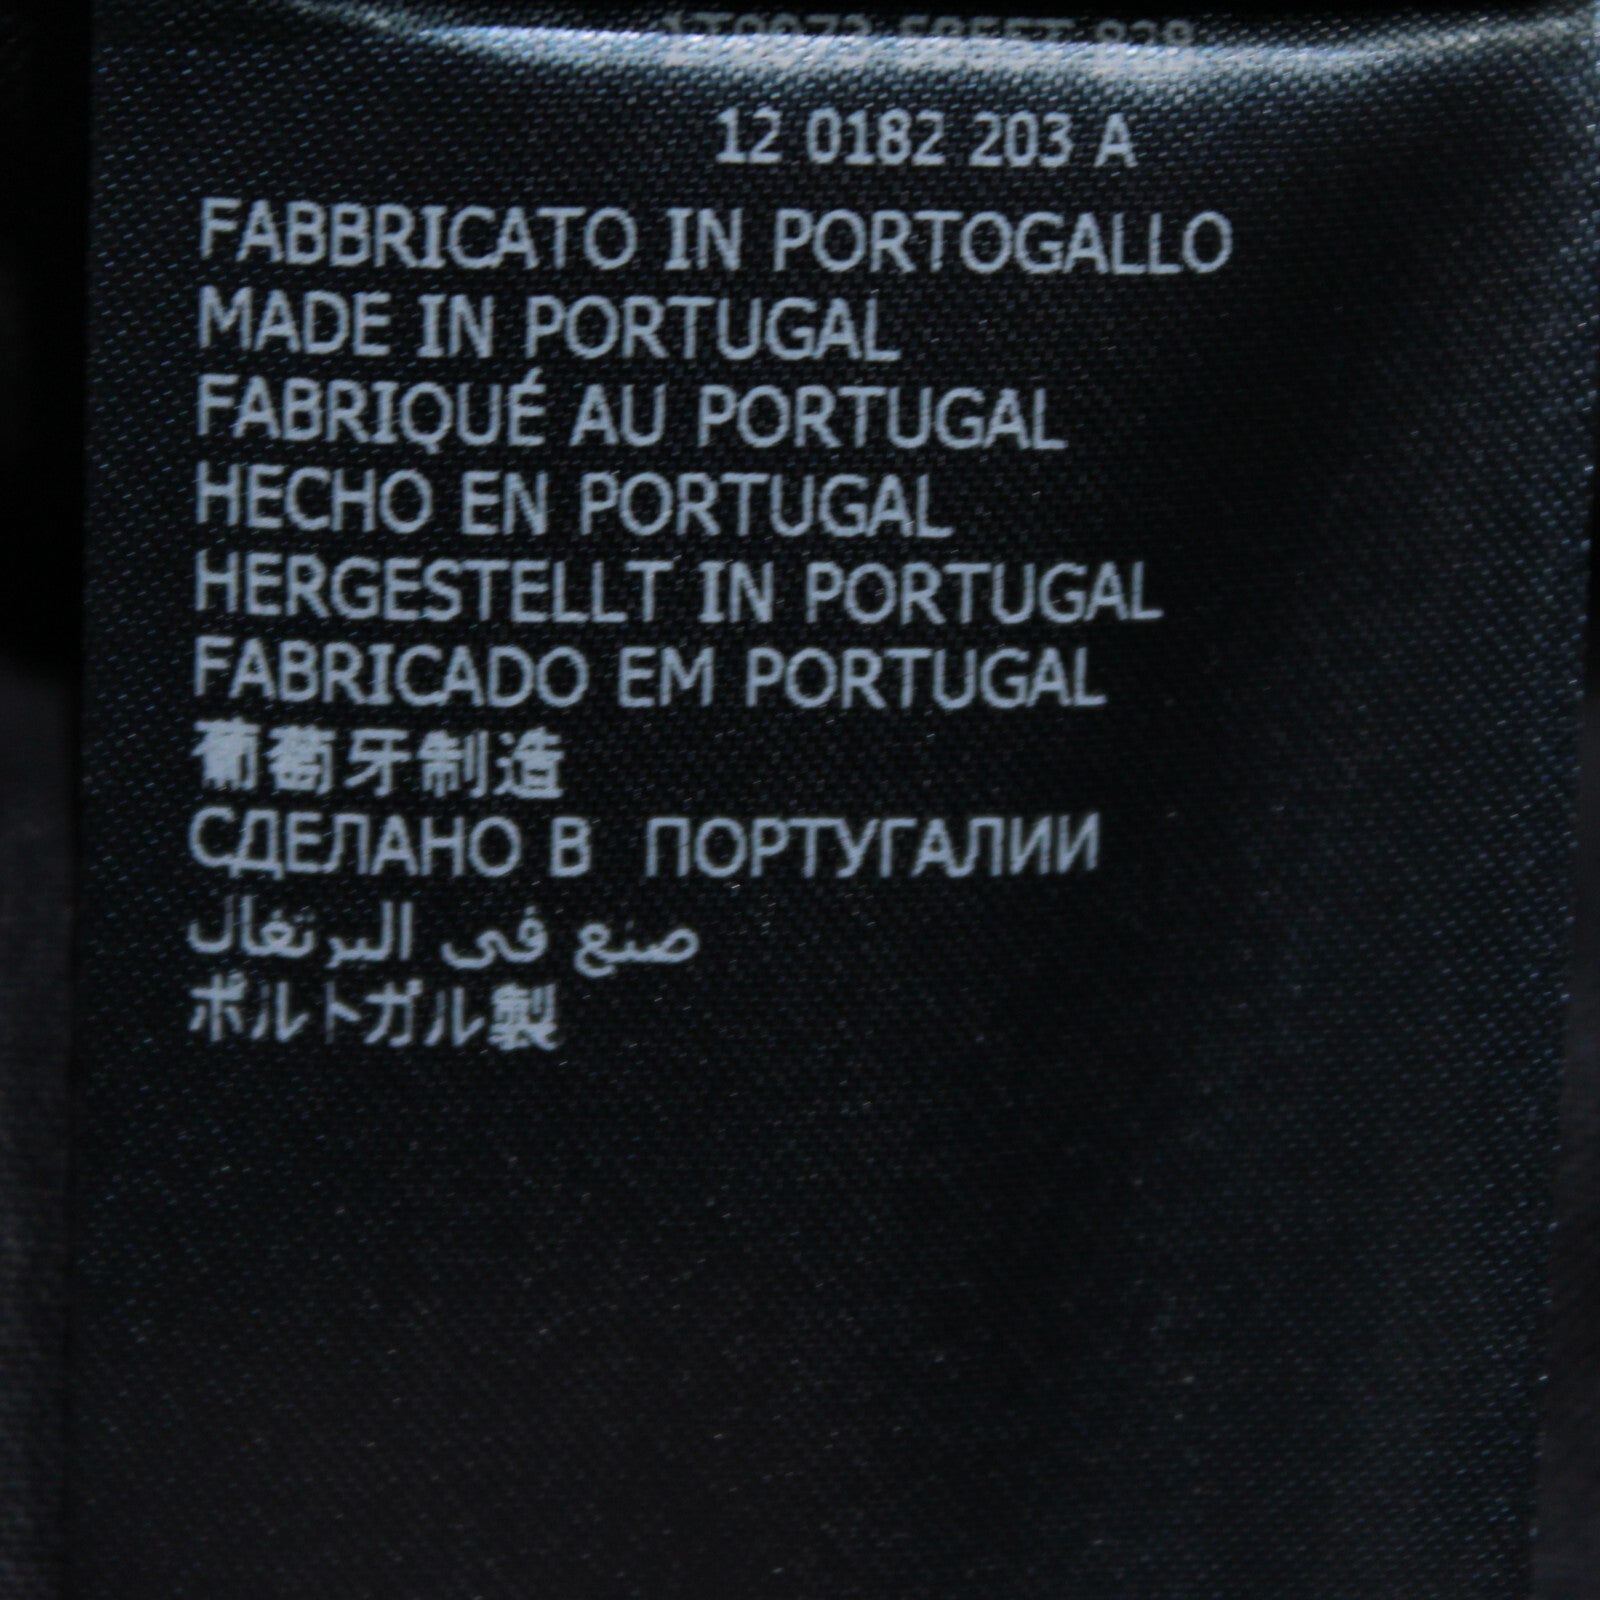 12 0182 203 A
FABBRICATO IN PORTOGALLO
MADE IN PORTUGAL
FABRIQUÉ AU PORTUGAL
HECHO EN PORTUGAL
HERGESTELLT IN PORTUGAL
FABRICADO EM PORTUGAL
葡萄牙制造
СДЕЛАНО В ПОРТУГАЛИИ
صنع فى البرتغال
ポルトガル製